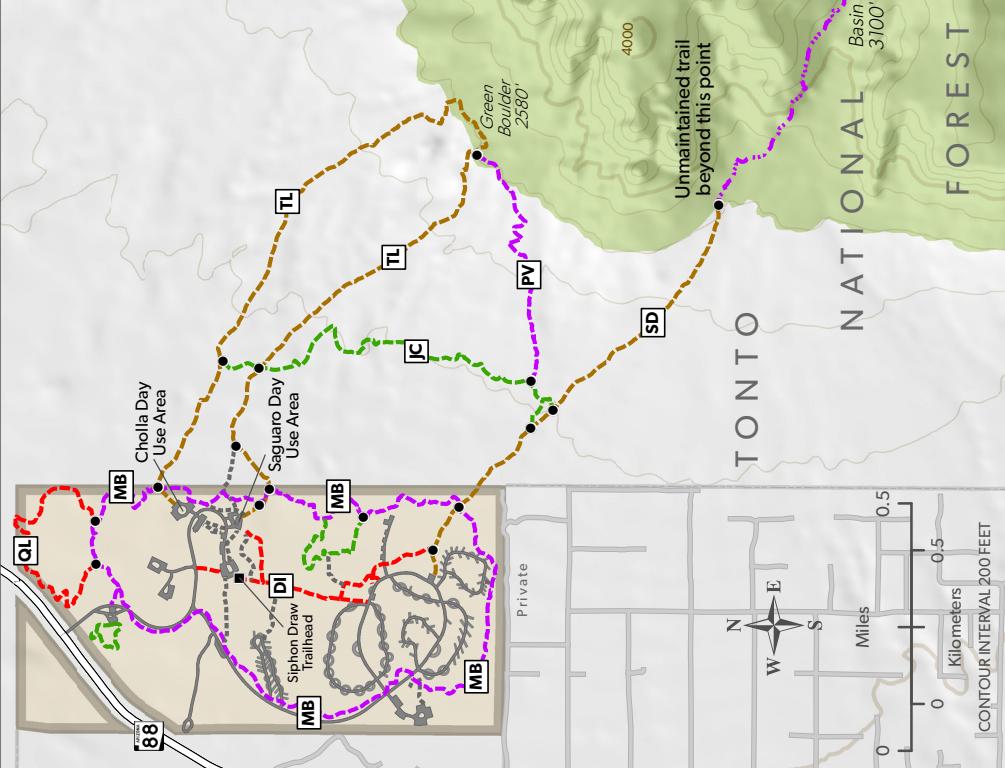 QL
MB
Cholla Day
Use Area
TL
TL
Green
Boulder
2580'
4000
Unmaintained trail
beyond this point
Basin
3100'
Saguaro Day
Use Area
MB
JC
PV
SD
DI
Siphon Draw
Trailhead
MB
MB
ARIZONA
88
Private
TONTO
NATIONAL
FOREST
N
W
E
S
Miles
0
0.5
Kilometers
0
0.5
CONTOUR INTERVAL 200 FEET